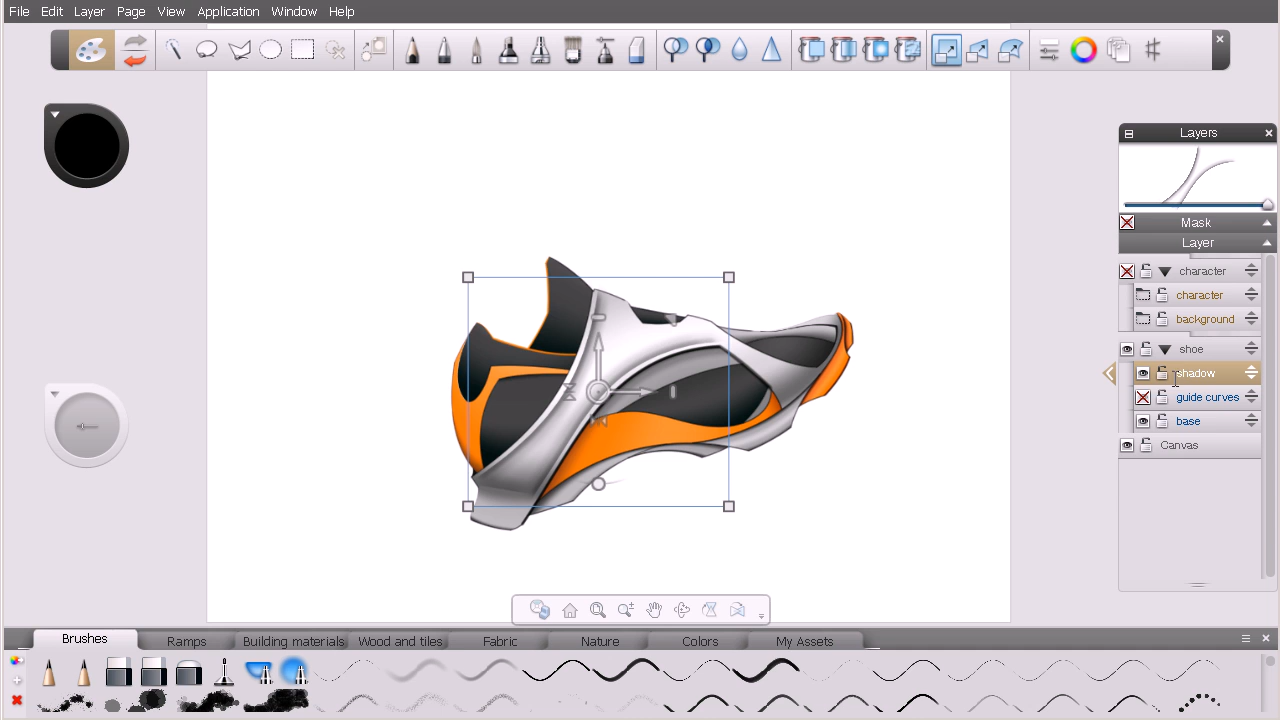 File Edit Layer Page View Application Window Help
Layers
Mask
Layer
character
character
background
shoe
shadow
guide curves
base
Canvas
Brushes Ramps Building materials Wood and tiles Fabric Nature Colors My Assets